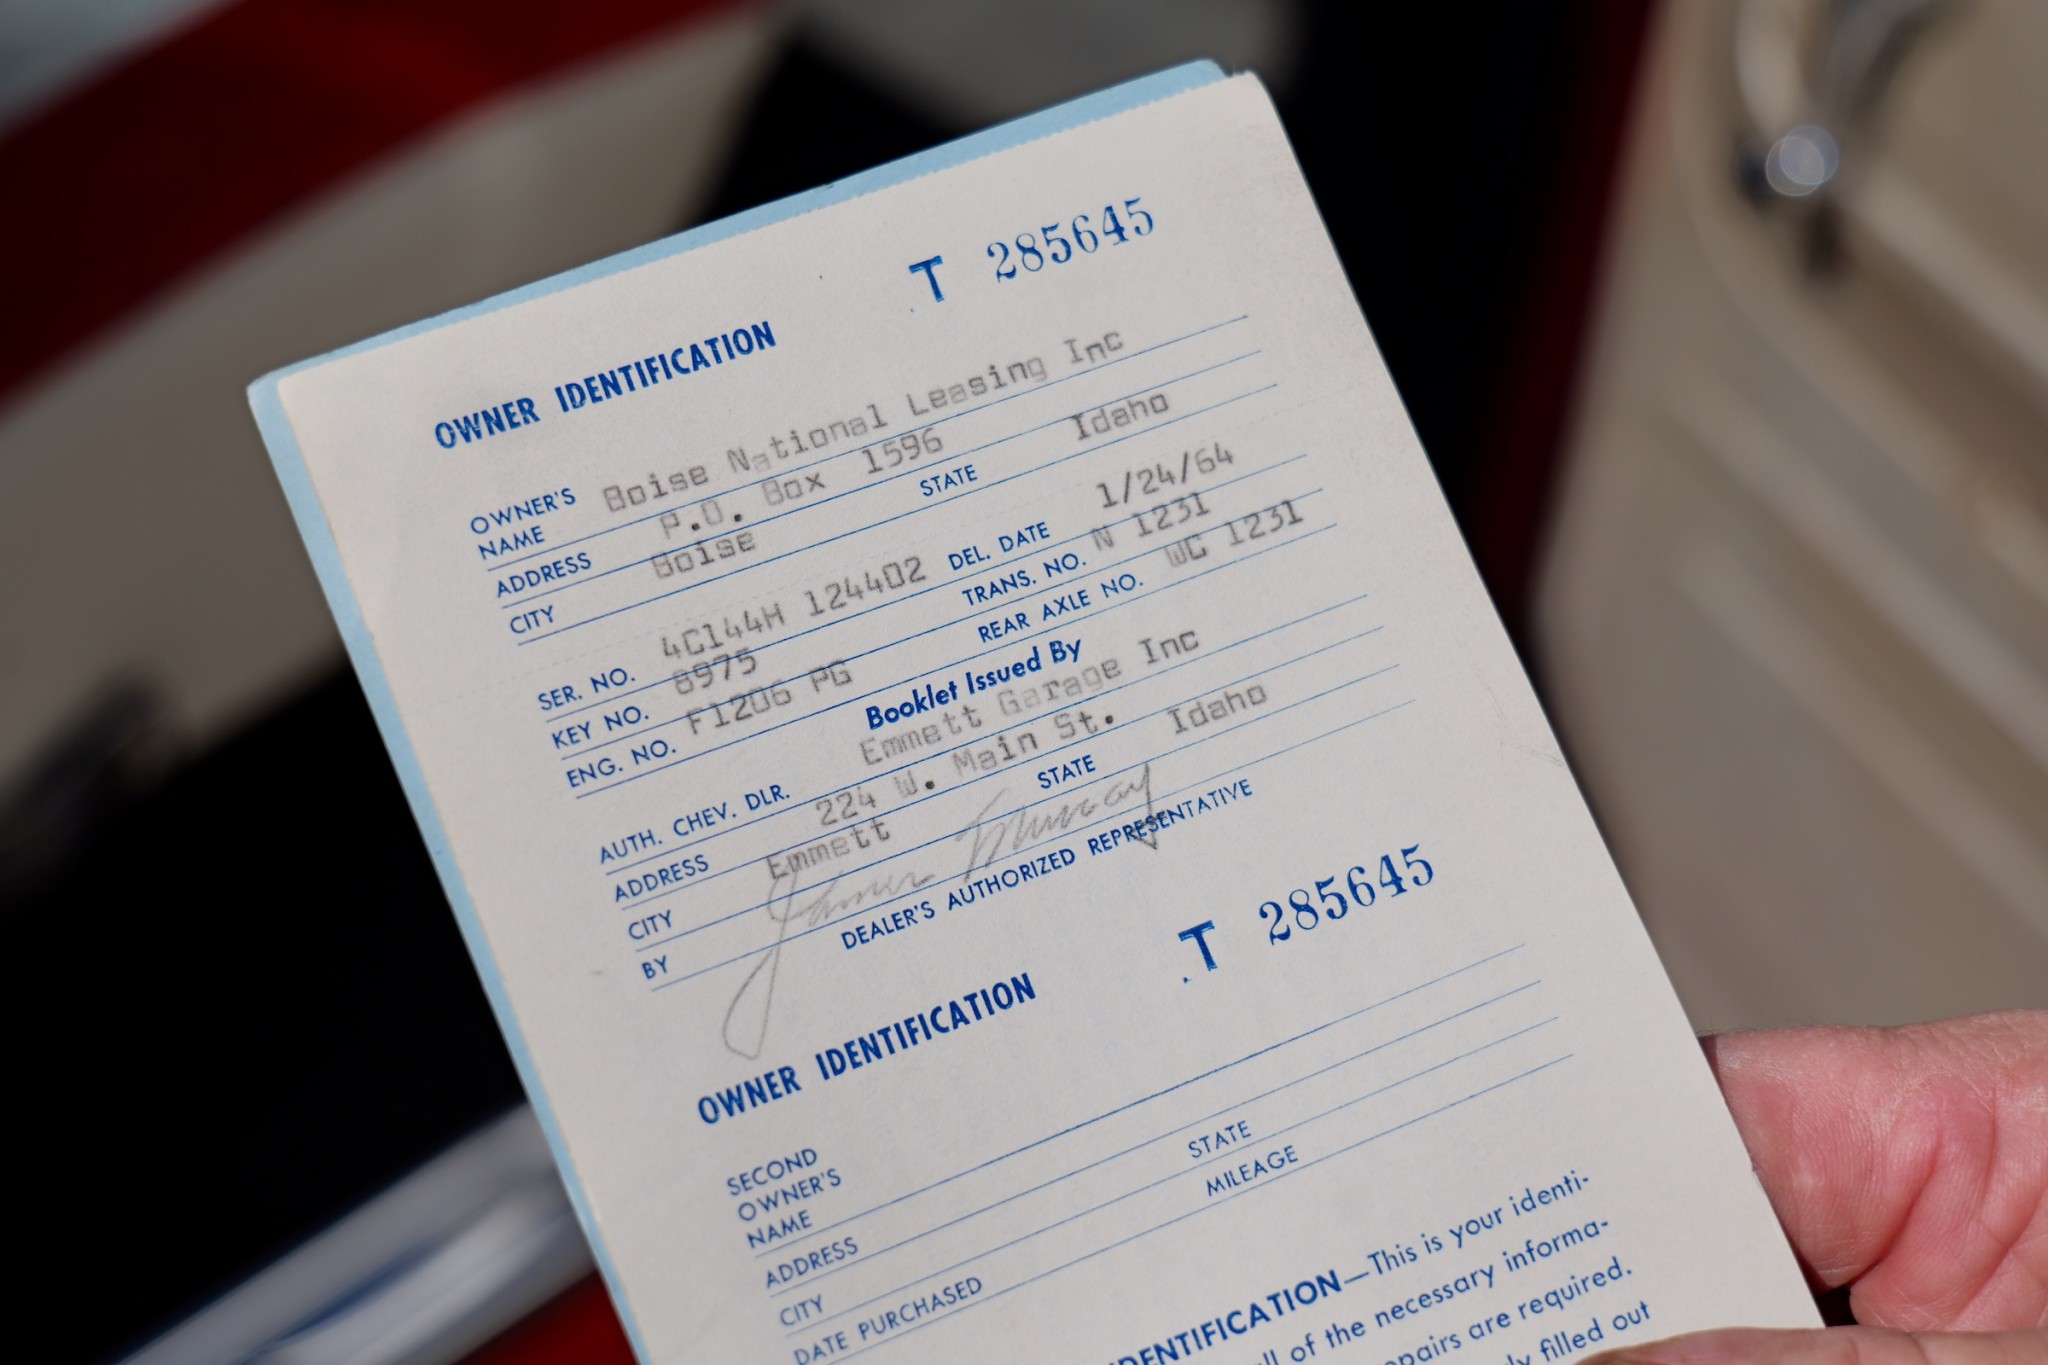 T 285645
OWNER IDENTIFICATION
OWNER'S
NAME Boise National Leasing Inc
ADDRESS P.O. Box 1596
CITY Boise STATE Idaho
SER. NO. 4C144H 124402 DEL. DATE 1/24/64
KEY NO. 8975 TRANS. NO. N 1231
ENG. NO. F1206 PG REAR AXLE NO. WC 1231
Booklet Issued By
AUTH. CHEV. DLR. Emmett Garage Inc
ADDRESS 224 W. Main St.
CITY Emmett STATE Idaho
BY James Murray
DEALER'S AUTHORIZED REPRESENTATIVE
T 285645
OWNER IDENTIFICATION
SECOND
OWNER'S
NAME
ADDRESS
CITY STATE
DATE PURCHASED MILEAGE
IDENTIFICATION—This is your identi-
of the necessary informa-
are required.
filled out